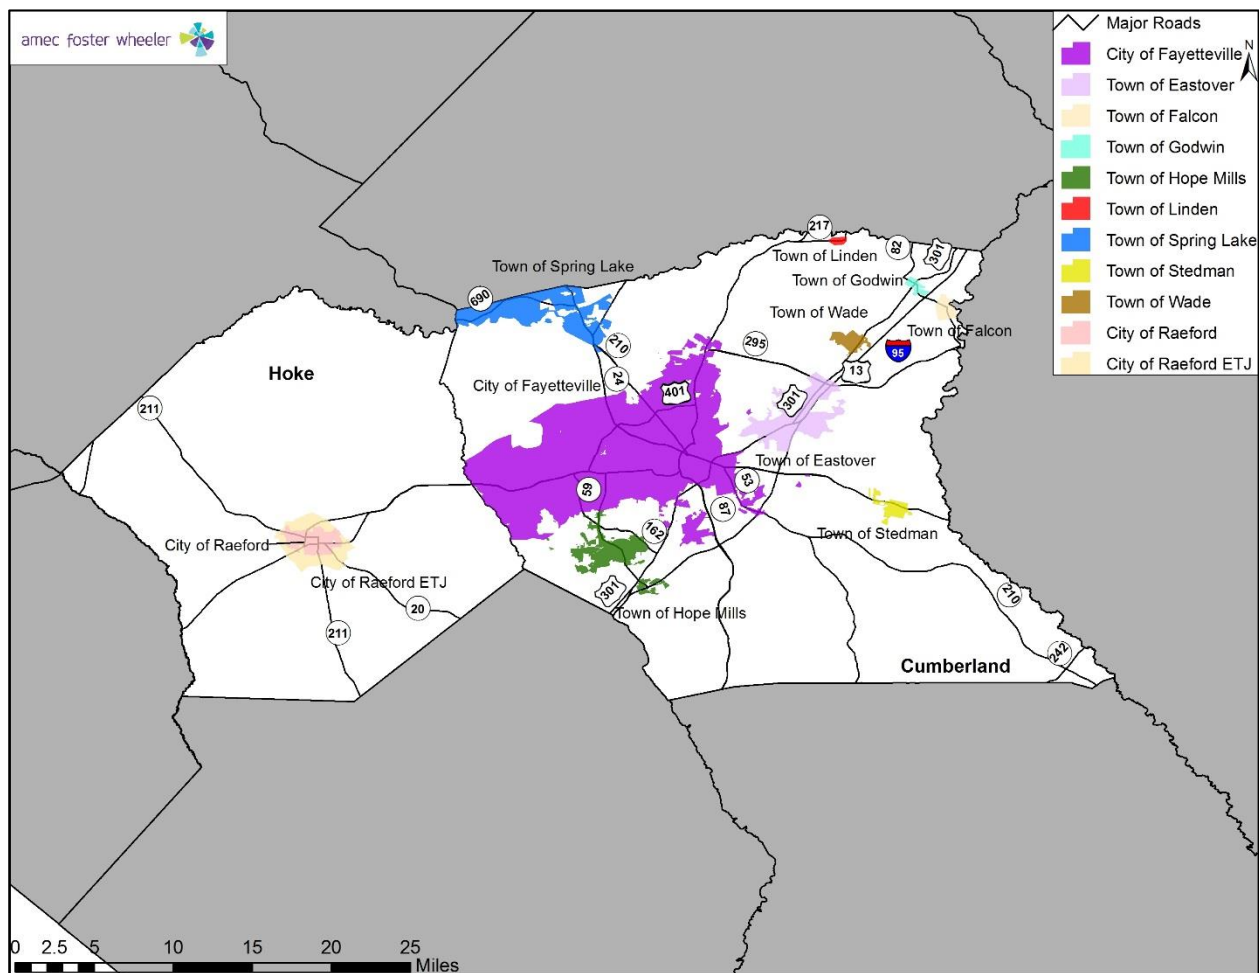 amec foster wheeler
Major Roads
N
City of Fayetteville
Town of Eastover
Town of Falcon
Town of Godwin
Town of Hope Mills
Town of Linden
Town of Spring Lake
Town of Stedman
Town of Wade
City of Raeford
City of Raeford ETJ
217
82
301
Town of Linden
Town of Spring Lake
Town of Godwin
690
Town of Wade
Town of Falcon
210
295
95
Hoke
13
24
City of Fayetteville
401
301
211
Town of Eastover
53
59
87
162
Town of Stedman
City of Raeford
City of Raeford ETJ
301
Town of Hope Mills
20
210
211
242
Cumberland
0 2.5 5 10 15 20 25
Miles